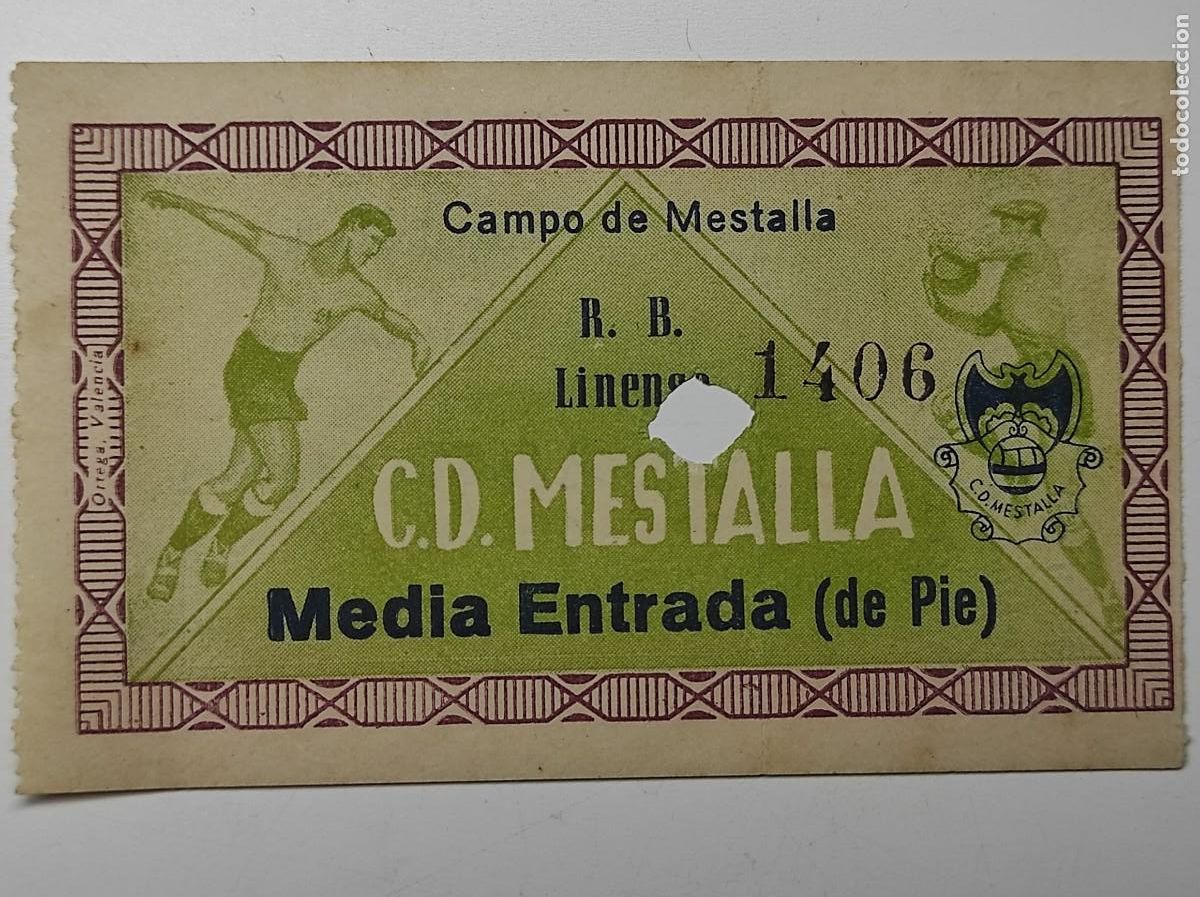 Campo de Mestalla
R. B.
Linense 1406
C.D. MESTALLA
Media Entrada (de Pie)
C.D. MESTALLA
Ortega, Valencia
todocoleccion